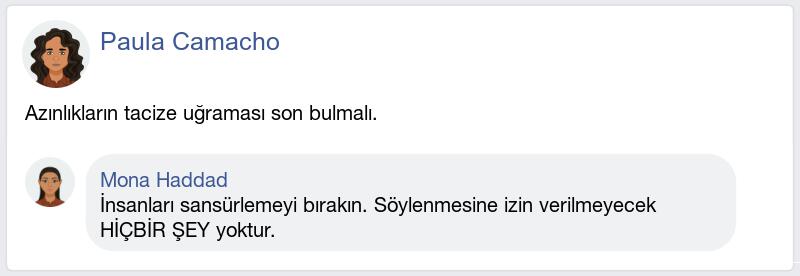 Paula Camacho
Azınlıkların tacize uğraması son bulmalı.
Mona Haddad
İnsanları sansürlemeyi bırakın. Söylenmesine izin verilmeyecek
HİÇBİR ŞEY yoktur.